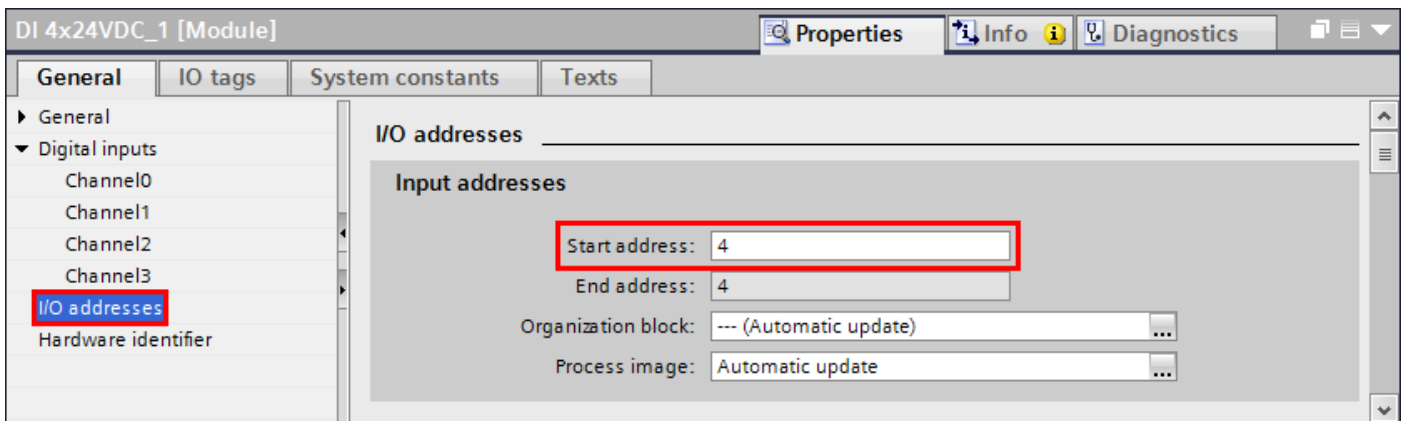 DI 4x24VDC_1 [Module]
Properties
Info
Diagnostics
General
IO tags
System constants
Texts
General
Digital inputs
Channel0
Channel1
Channel2
Channel3
I/O addresses
Hardware identifier
I/O addresses
Input addresses
Start address: 4
End address: 4
Organization block: --- (Automatic update) ...
Process image: Automatic update ...